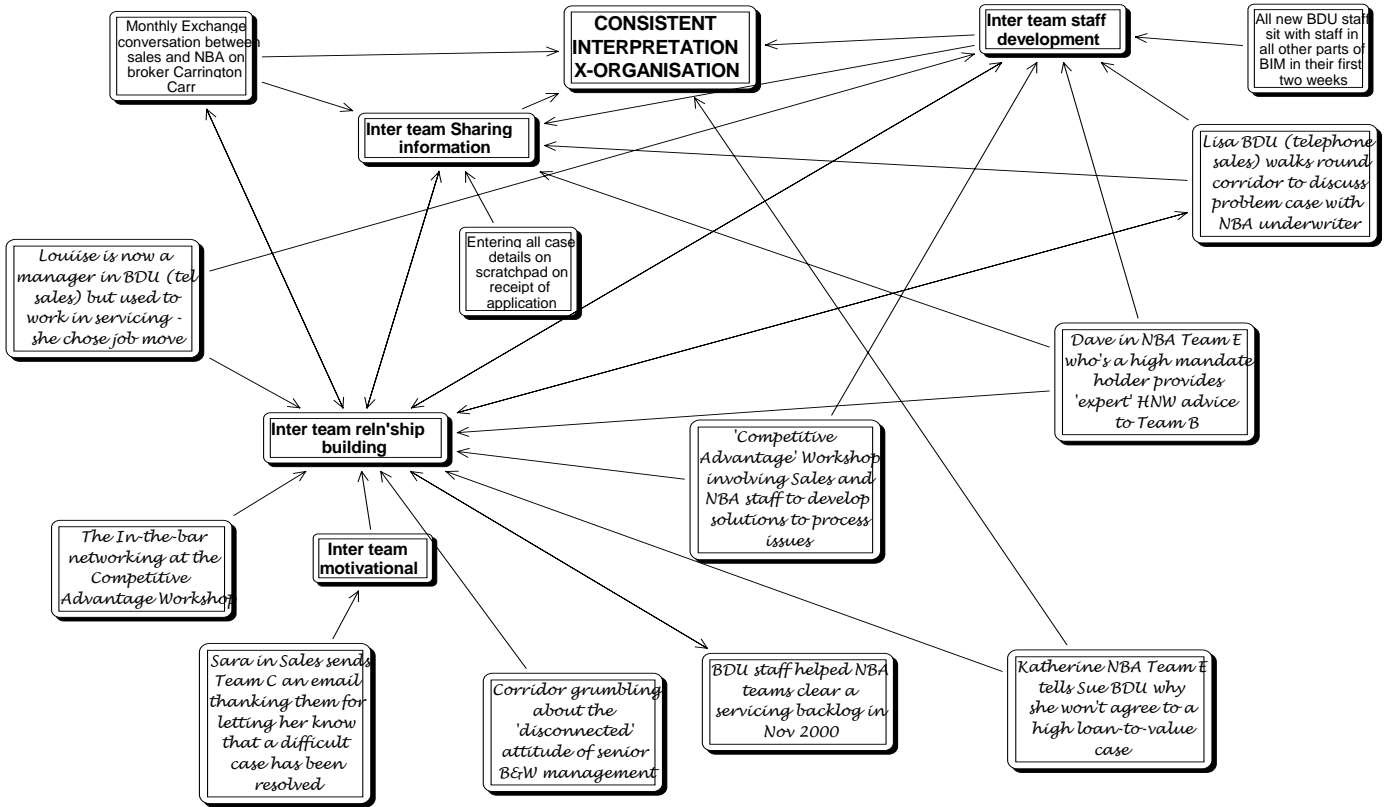 Monthly Exchange
conversation between
sales and NBA on
broker Carrington
Carr
CONSISTENT
INTERPRETATION
X-ORGANISATION
Inter team staff
development
All new BDU staff
sit with staff in
all other parts of
BIM in their first
two weeks
Inter team Sharing
information
Lisa BDU (telephone
sales) walks round
corridor to discuss
problem case with
NBA underwriter
Louiise is now a
manager in BDU (tel
sales) but used to
work in servicing -
she chose job move
Entering all case
details on
scratchpad on
receipt of
application
Dave in NBA Team E
who's a high mandate
holder provides
'expert' HNW advice
to Team B
Inter team reln'ship
building
'Competitive
Advantage' Workshop
involving Sales and
NBA staff to develop
solutions to process
issues
The In-the-bar
networking at the
Competitive
Advantage Workshop
Inter team
motivational
Sara in Sales sends
Team C an email
thanking them for
letting her know
that a difficult
case has been
resolved
Corridor grumbling
about the
'disconnected'
attitude of senior
B&W management
BDU staff helped NBA
teams clear a
servicing backlog in
Nov 2000
Katherine NBA Team E
tells Sue BDU why
she won't agree to a
high loan-to-value
case